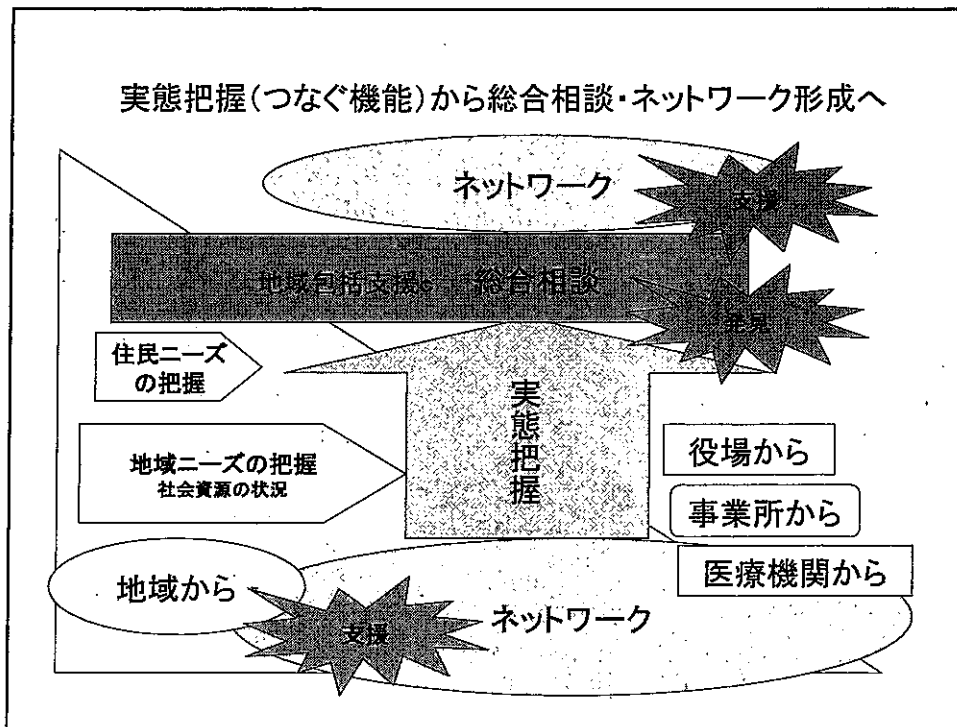 実態把握(つなぐ機能)から総合相談・ネットワーク形成へ
ネットワーク
支援
地域包括支援c 総合相談
発見
住民ニーズ
の把握
実態把握
地域ニーズの把握
社会資源の状況
役場から
事業所から
医療機関から
地域から
支援
ネットワーク